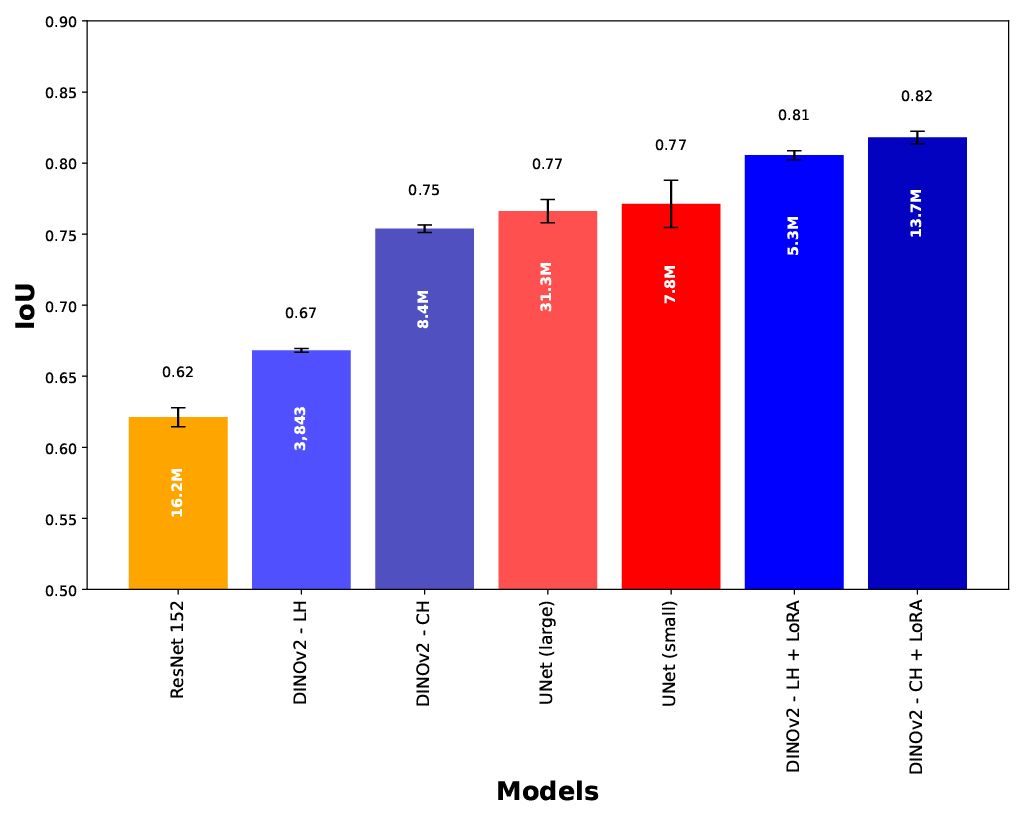 0.90
0.85
0.80
0.75
0.70
0.65
0.60
0.55
0.50
IoU
0.62
0.67
0.75
0.77
0.77
0.81
0.82
16.2M
3,843
8.4M
31.3M
7.8M
5.3M
13.7M
ResNet 152
DINOv2 - LH
DINOv2 - CH
UNet (large)
UNet (small)
DINOv2 - LH + LoRA
DINOv2 - CH + LoRA
Models